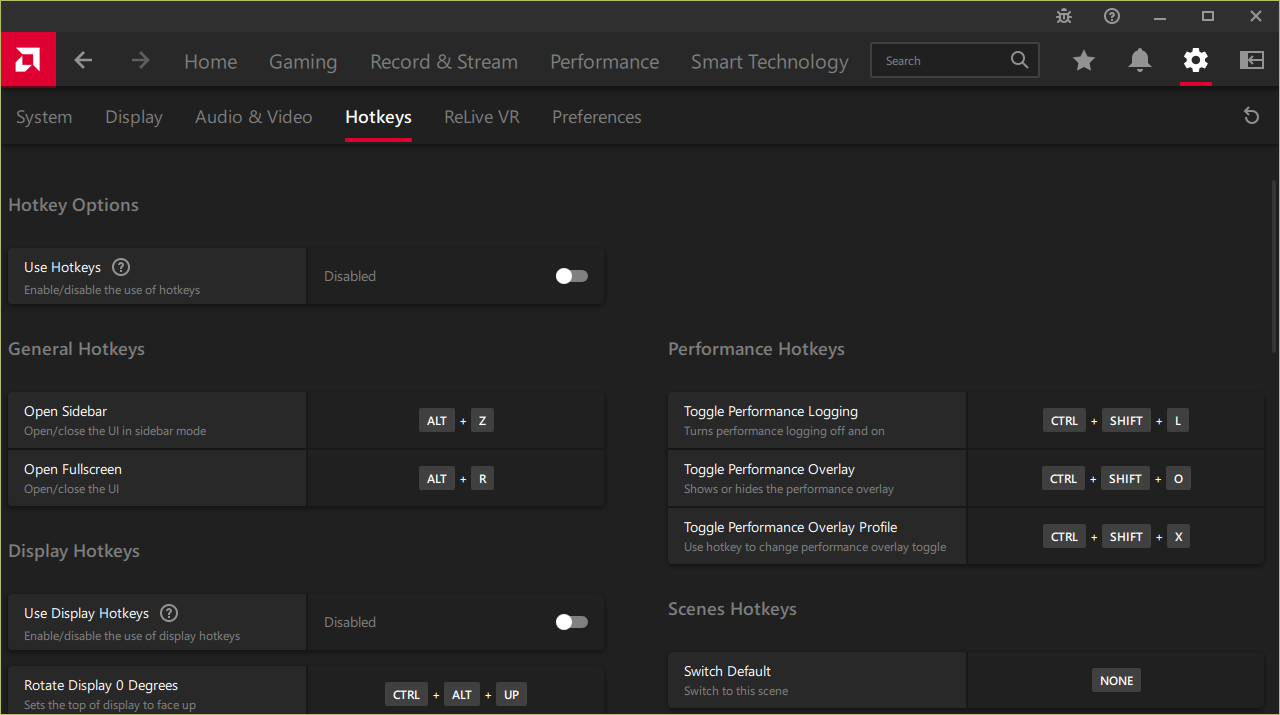 Home Gaming Record & Stream Performance Smart Technology Search
System Display Audio & Video Hotkeys ReLive VR Preferences
Hotkey Options
Use Hotkeys ?
Enable/disable the use of hotkeys
Disabled
General Hotkeys
Open Sidebar
Open/close the UI in sidebar mode
ALT + Z
Open Fullscreen
Open/close the UI
ALT + R
Display Hotkeys
Use Display Hotkeys ?
Enable/disable the use of display hotkeys
Disabled
Rotate Display 0 Degrees
Sets the top of display to face up
CTRL + ALT + UP
Performance Hotkeys
Toggle Performance Logging
Turns performance logging off and on
CTRL + SHIFT + L
Toggle Performance Overlay
Shows or hides the performance overlay
CTRL + SHIFT + O
Toggle Performance Overlay Profile
Use hotkey to change performance overlay toggle
CTRL + SHIFT + X
Scenes Hotkeys
Switch Default
Switch to this scene
NONE